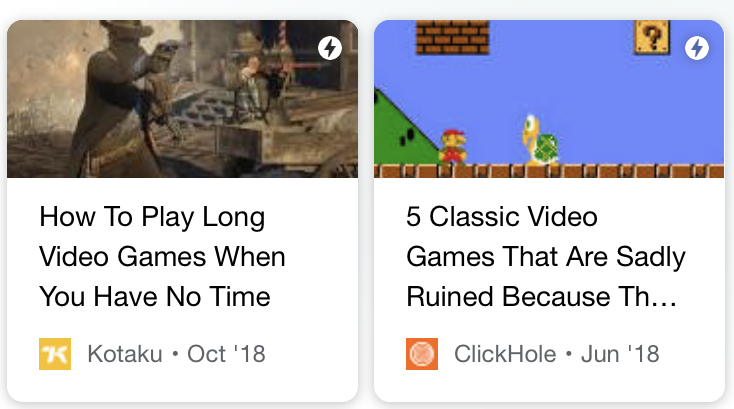 How To Play Long
Video Games When
You Have No Time
Kotaku • Oct '18
?
5 Classic Video
Games That Are Sadly
Ruined Because Th…
ClickHole • Jun '18